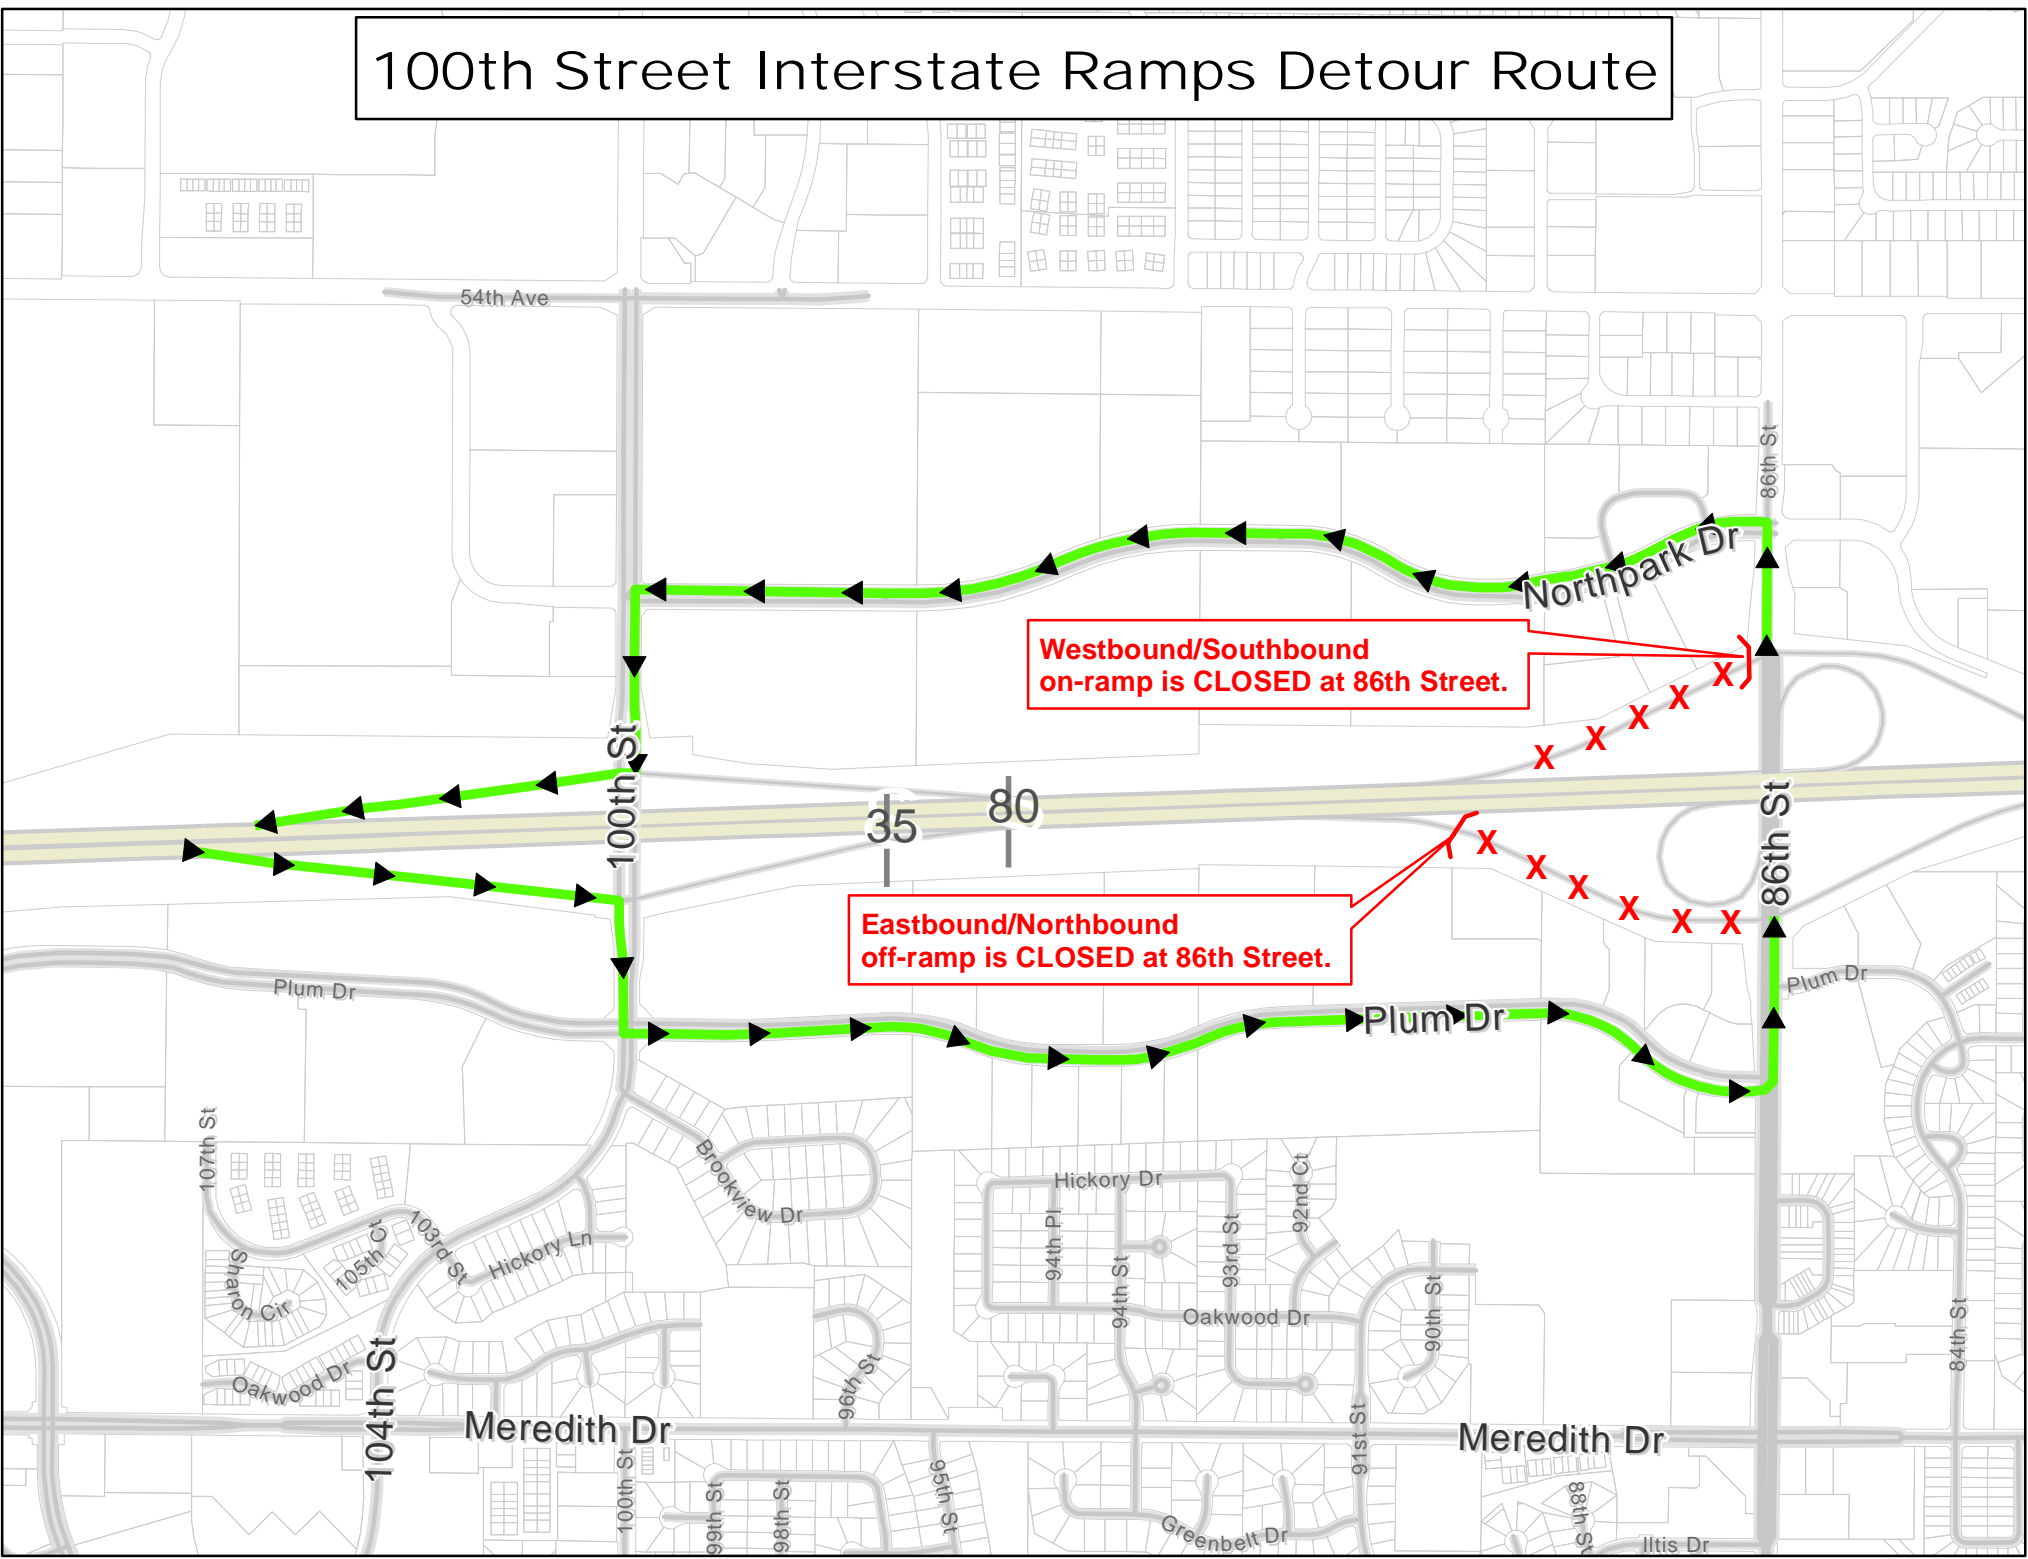 100th Street Interstate Ramps Detour Route
54th Ave
86th St
Northpark Dr
Westbound/Southbound
on-ramp is CLOSED at 86th Street.
X X X X X
100th St
35
80
86th St
X X X X X X
Eastbound/Northbound
off-ramp is CLOSED at 86th Street.
Plum Dr
Plum Dr
Plum Dr
107th St
Brookview Dr
Hickory Dr
92nd Ct
94th Pl
94th St
93rd St
103rd St
105th Ct
Hickory Ln
Sharon Cir
Oakwood Dr
90th St
84th St
Oakwood Dr
104th St
96th St
91st St
Meredith Dr
Meredith Dr
100th St
99th St
98th St
95th St
Greenbelt Dr
88th St
Iltis Dr